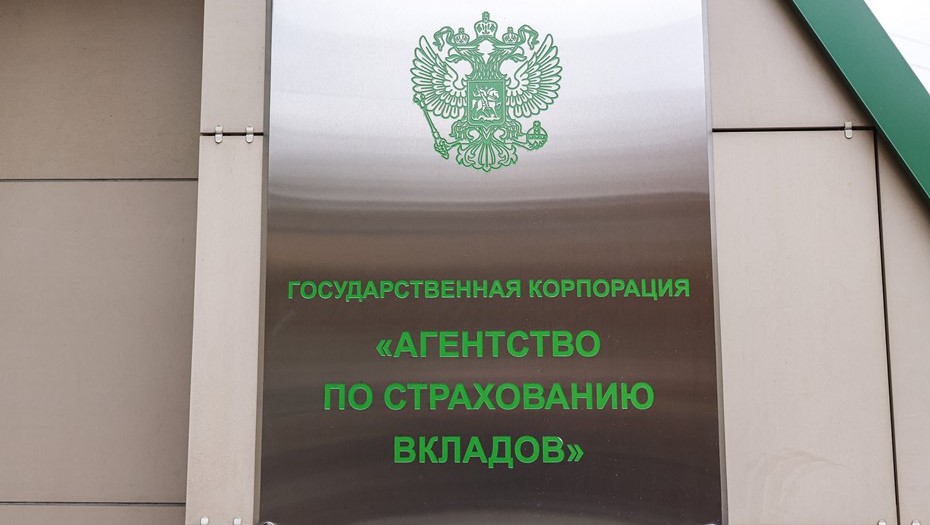 ГОСУДАРСТВЕННАЯ КОРПОРАЦИЯ
«АГЕНТСТВО
ПО СТРАХОВАНИЮ
ВКЛАДОВ»